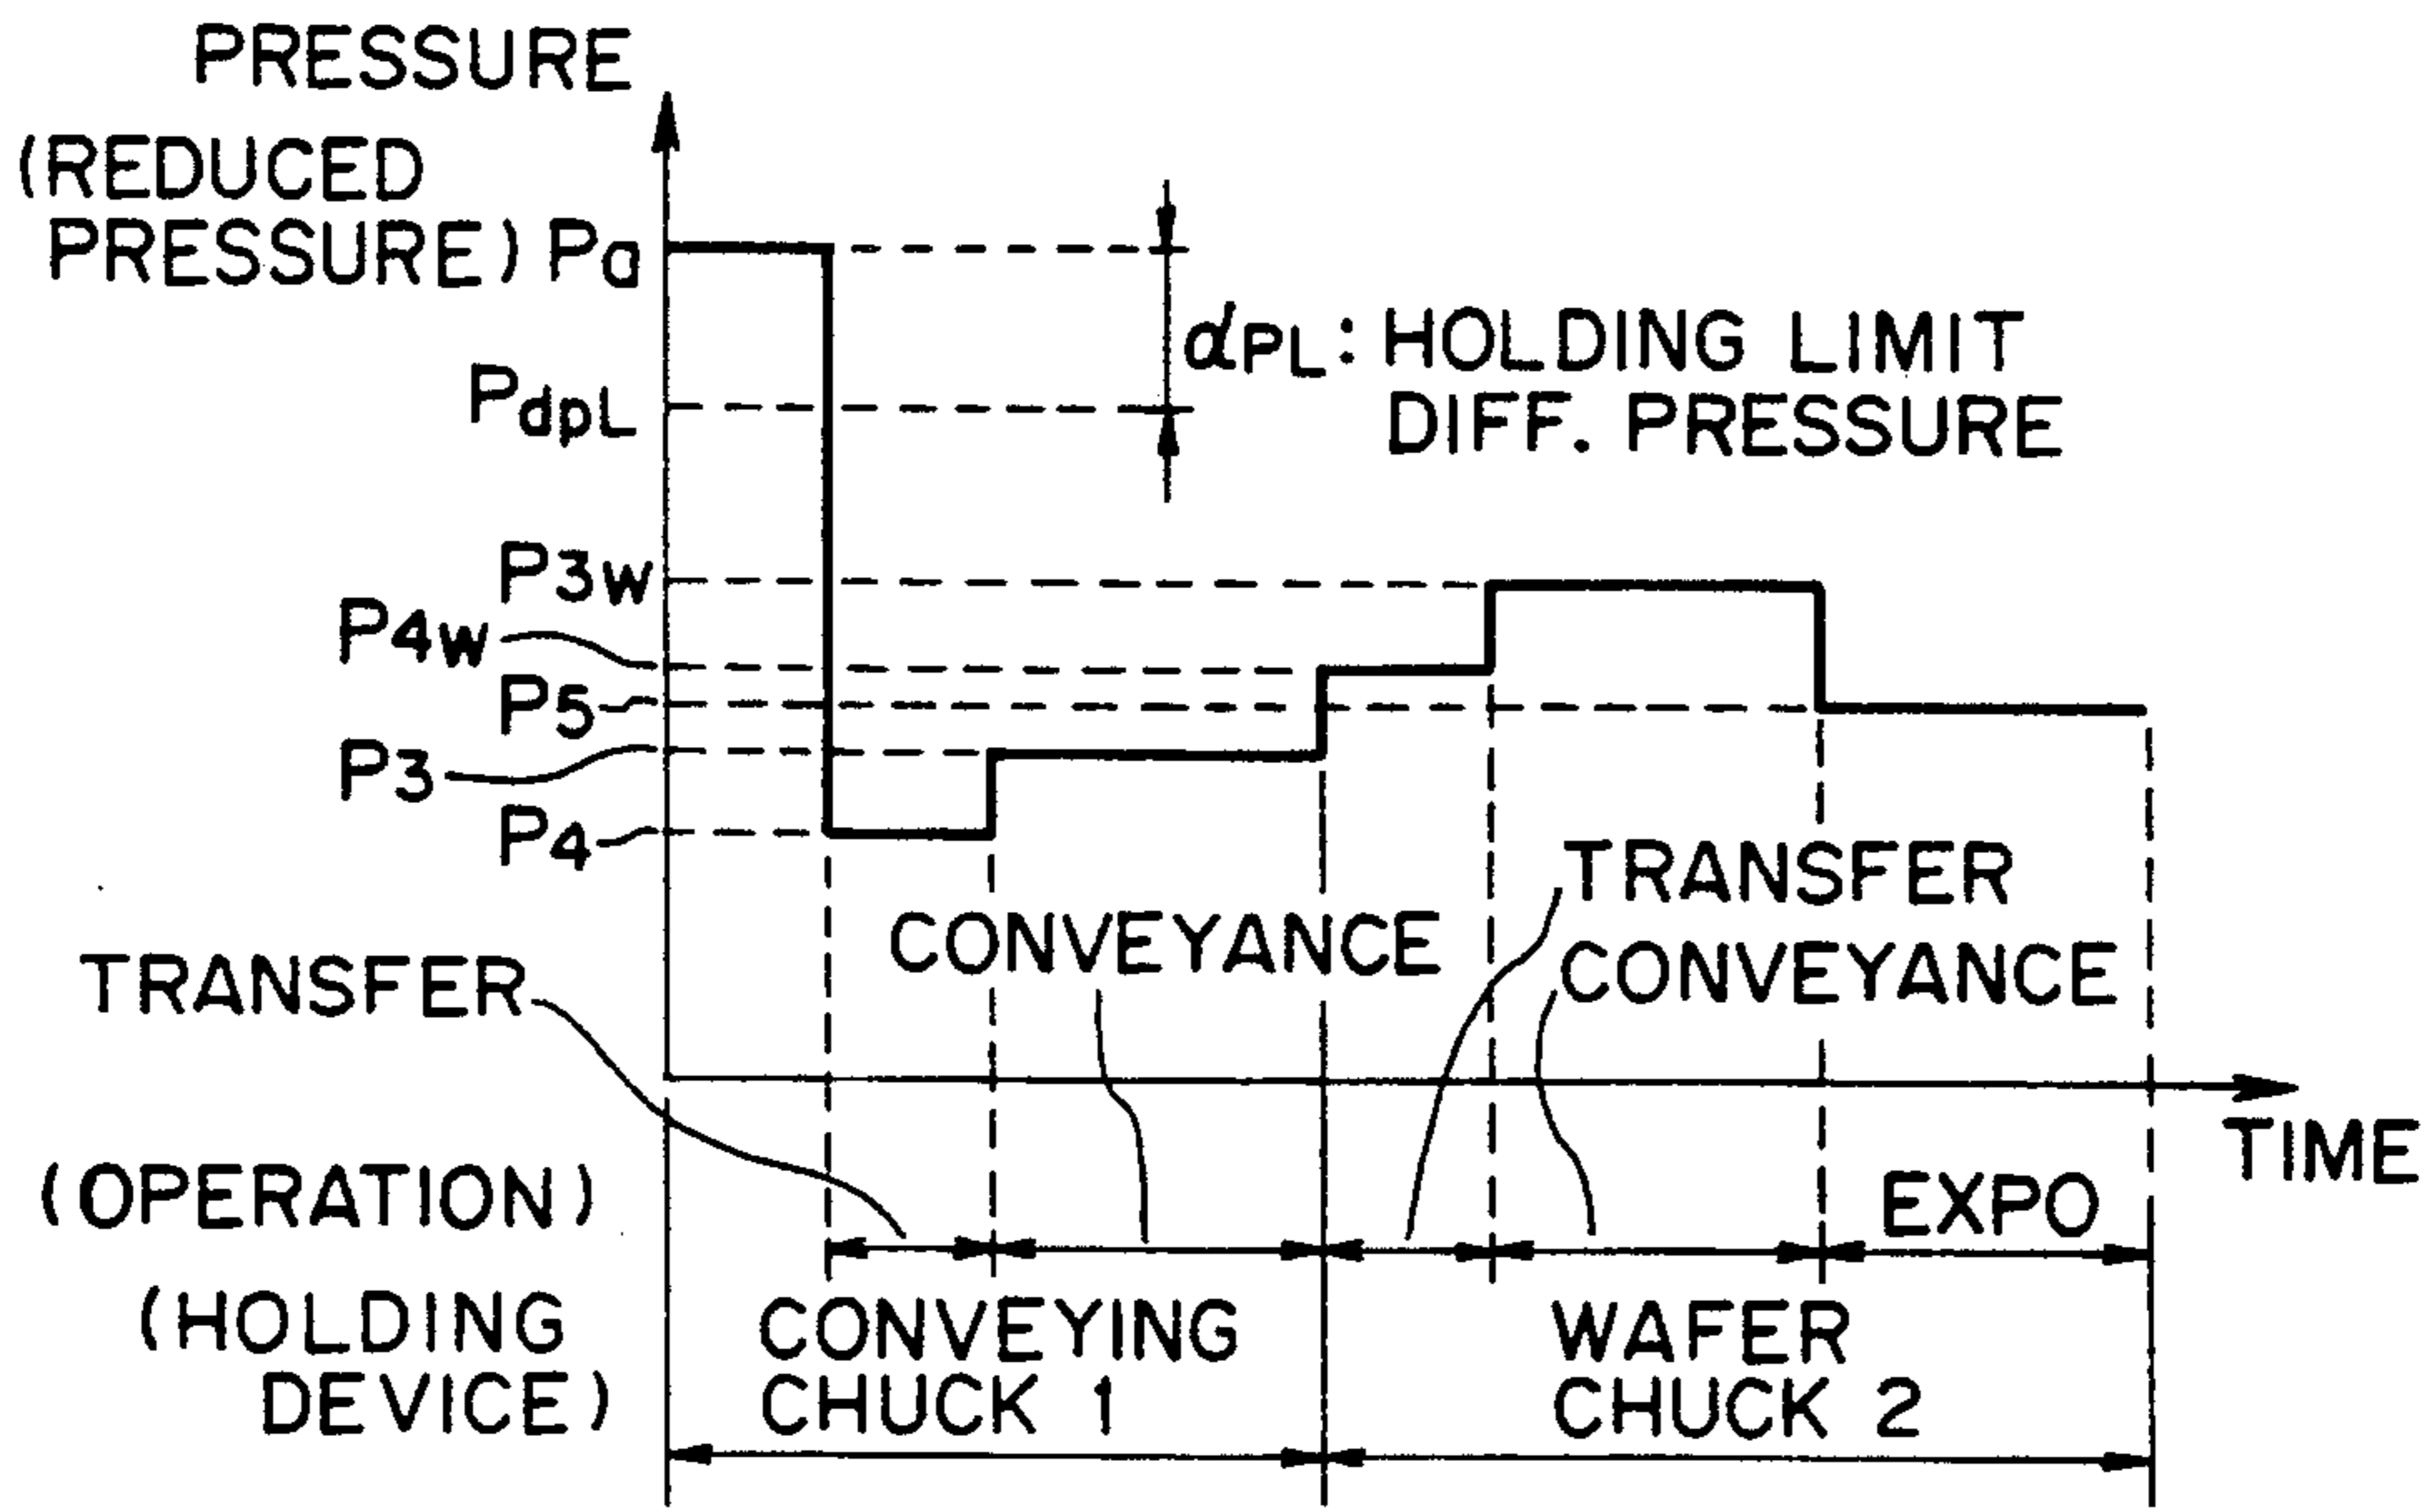 PRESSURE
(REDUCED
PRESSURE) Pa
αPL: HOLDING LIMIT
DIFF. PRESSURE
PdpL
P3W
P4W
P5
P3
P4
TRANSFER
CONVEYANCE
CONVEYANCE
TRANSFER
TIME
(OPERATION)
EXPO
(HOLDING
DEVICE)
CONVEYING
CHUCK 1
WAFER
CHUCK 2